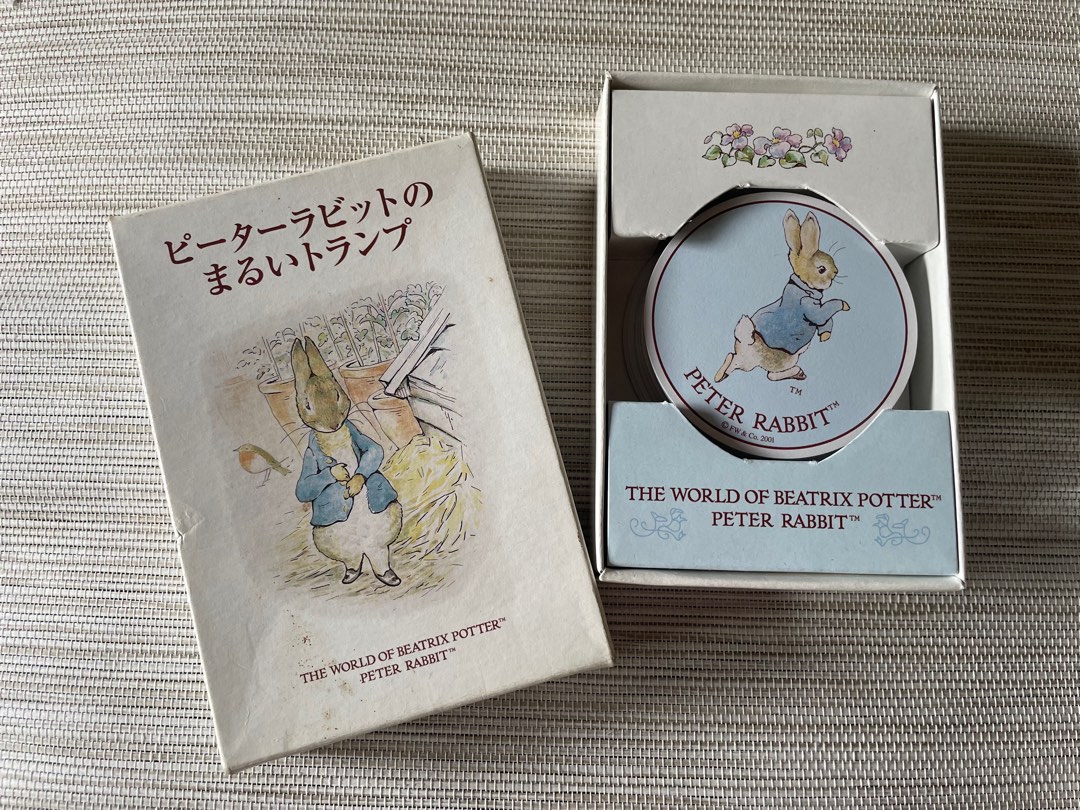 ピーターラビットの
まるいトランプ
THE WORLD OF BEATRIX POTTER™
PETER RABBIT™
™
PETER RABBIT™
© F.W. & Co. 2001
THE WORLD OF BEATRIX POTTER™
PETER RABBIT™